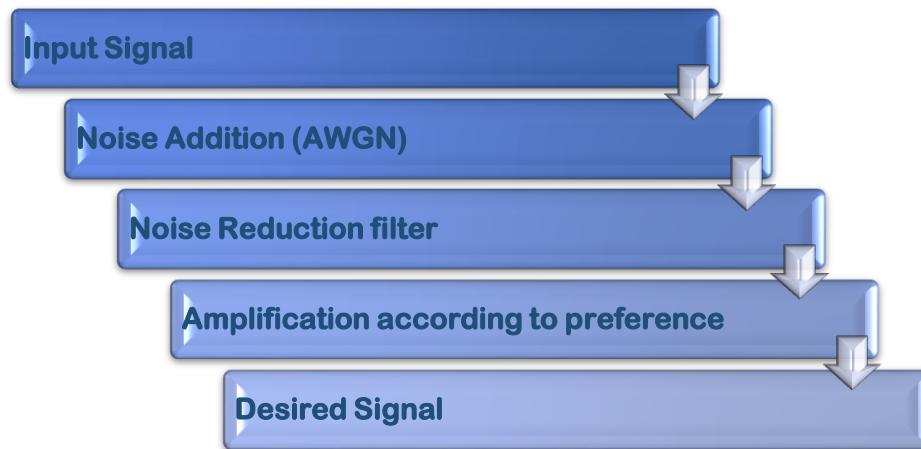 Input Signal
Noise Addition (AWGN)
Noise Reduction filter
Amplification according to preference
Desired Signal